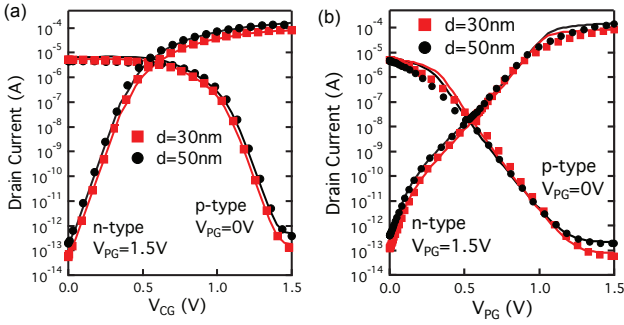 (a)
Drain Current (A)
10⁻⁴
10⁻⁵
10⁻⁶
10⁻⁷
10⁻⁸
10⁻⁹
10⁻¹⁰
10⁻¹¹
10⁻¹²
10⁻¹³
10⁻¹⁴
d=30nm
d=50nm
n-type
V_PG=1.5V
p-type
V_PG=0V
0.0 0.5 1.0 1.5
V_CG (V)
(b)
Drain Current (A)
10⁻⁴
10⁻⁵
10⁻⁶
10⁻⁷
10⁻⁸
10⁻⁹
10⁻¹⁰
10⁻¹¹
10⁻¹²
10⁻¹³
10⁻¹⁴
d=30nm
d=50nm
p-type
V_PG=0V
n-type
V_PG=1.5V
0.0 0.5 1.0 1.5
V_PG (V)